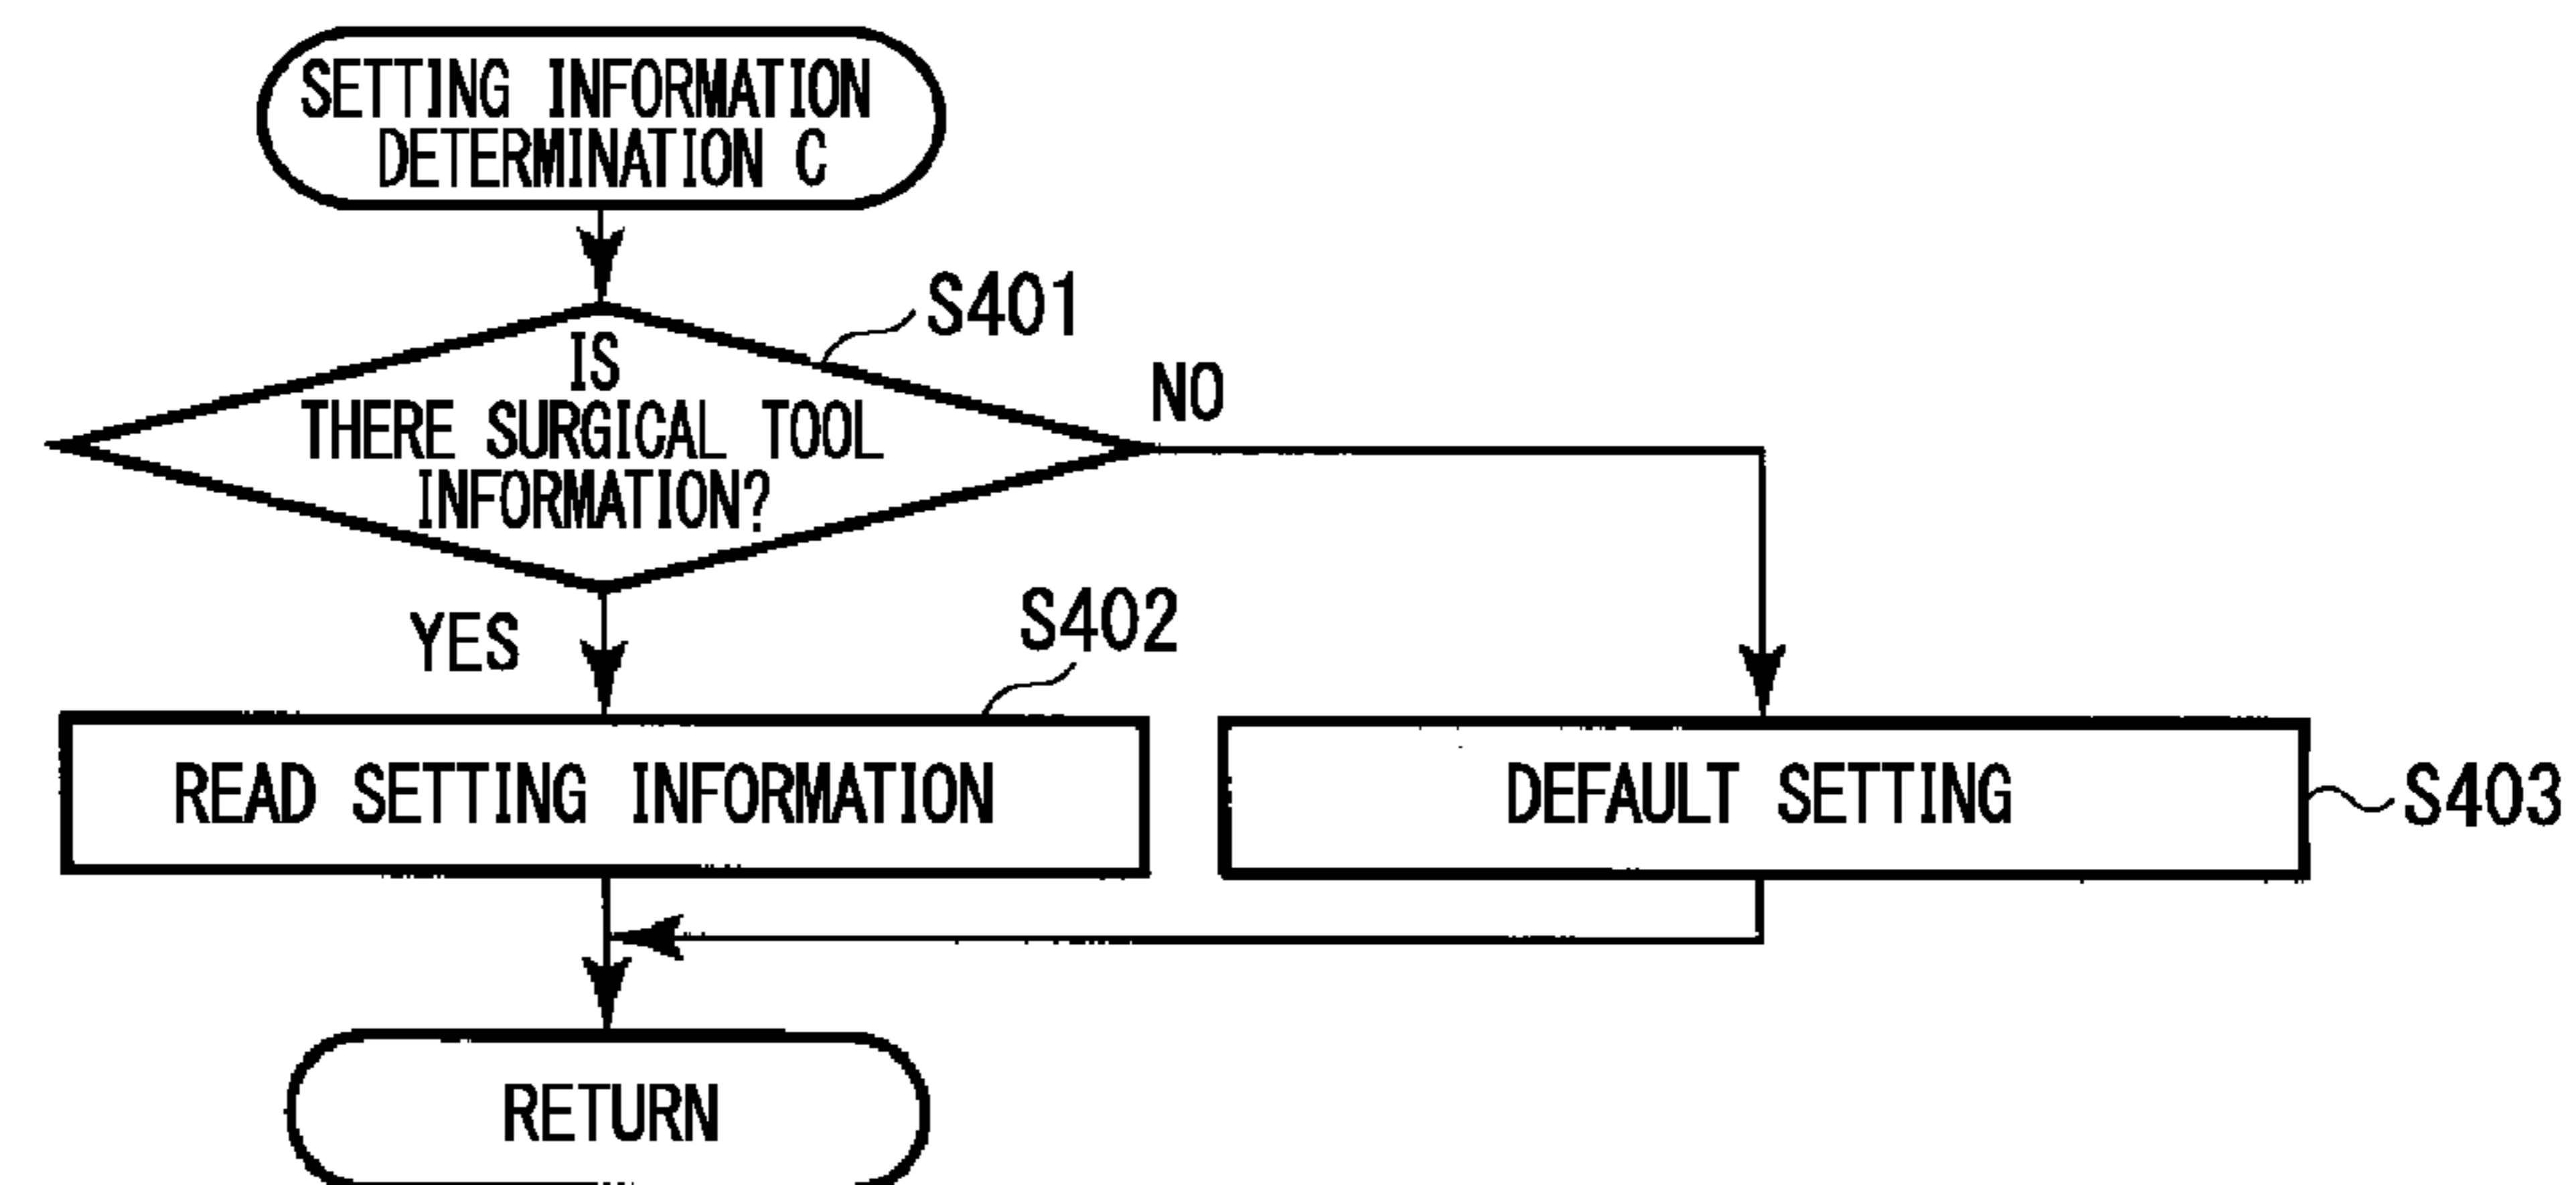 SETTING INFORMATION
DETERMINATION C
S401
IS
THERE SURGICAL TOOL
INFORMATION?
NO
YES
S402
READ SETTING INFORMATION
DEFAULT SETTING
S403
RETURN